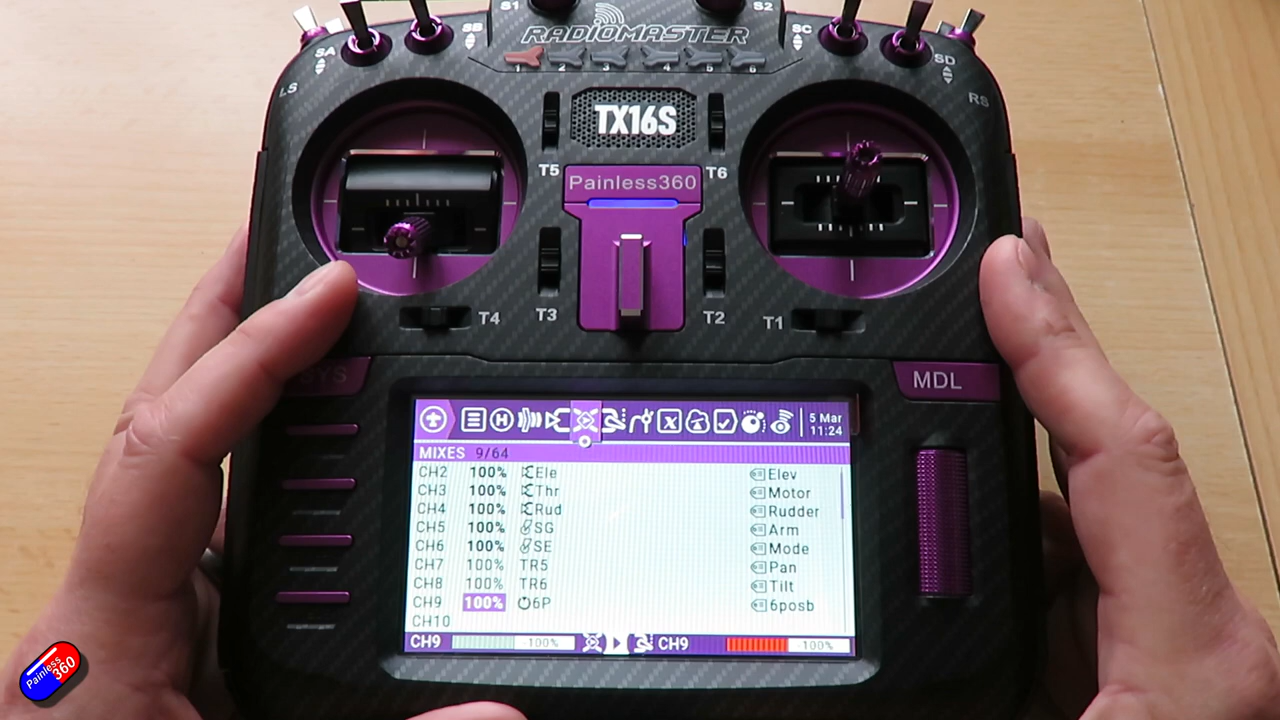 S1
S2
SA
SB
SC
SD
LS
RS
RADIOMASTER
1 2 3 4 5 6
TX16S
T5
T6
Painless360
T3
T2
T4
T1
SYS
MDL
5 Mar
11:24
MIXES 9/64
CH2 100% Ele Elev
CH3 100% Thr Motor
CH4 100% Rud Rudder
CH5 100% SG Arm
CH6 100% SE Mode
CH7 100% TR5 Pan
CH8 100% TR6 Tilt
CH9 100% 6P 6posb
CH10
CH9 -100% CH9 -100%
Painless
360